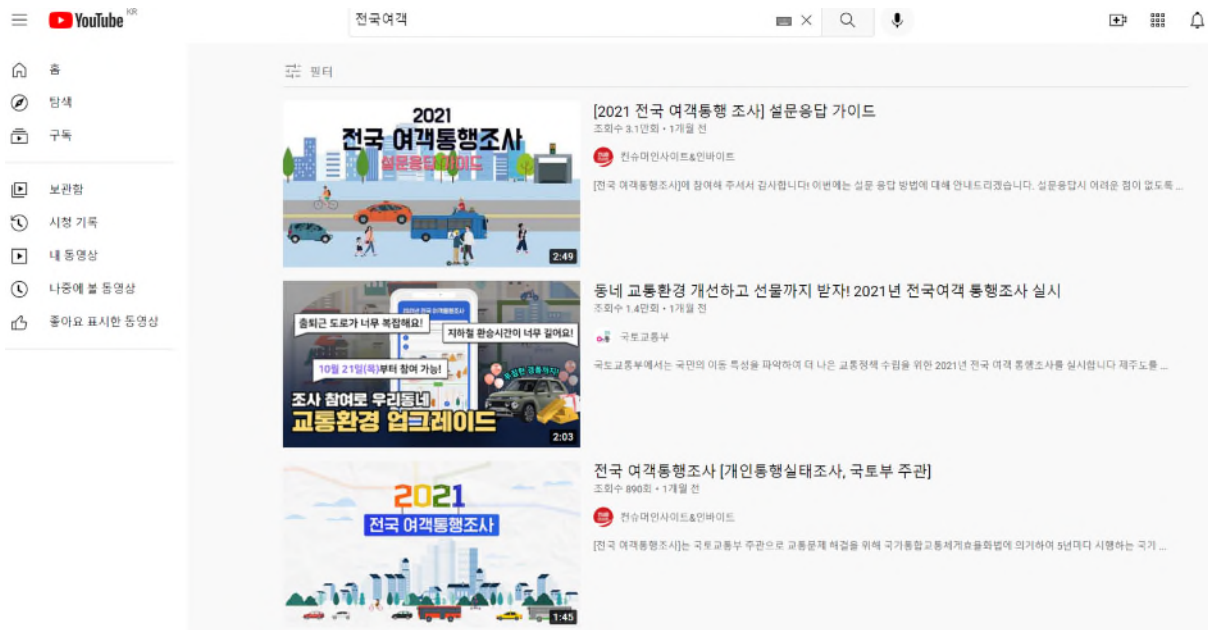 YouTube KR
전국여객
홈
탐색
구독
보관함
시청 기록
내 동영상
나중에 볼 동영상
좋아요 표시한 동영상
필터
2021
전국 여객통행조사
설문응답 가이드
2:49
[2021 전국 여객통행 조사] 설문응답 가이드
조회수 3.1만회 • 1개월 전
컨슈머인사이트&인바이트
[전국 여객통행조사]에 참여해 주셔서 감사합니다! 이번에는 설문 응답 방법에 대해 안내드리겠습니다. 설문응답시 어려운 점이 없도록 ...
2021년 전국 여객통행조사
출퇴근 도로가 너무 복잡해요!
지하철 환승시간이 너무 길어요!
10월 21일(목)부터 참여 가능!
푸짐한 경품까지!
조사 참여로 우리동네
교통환경 업그레이드
2:03
동네 교통환경 개선하고 선물까지 받자! 2021년 전국여객 통행조사 실시
조회수 1.4만회 • 1개월 전
국토교통부
국토교통부에서는 국민의 이동 특성을 파악하여 더 나은 교통정책 수립을 위한 2021년 전국 여객 통행조사를 실시합니다 제주도를 ...
2021
전국 여객통행조사
1:45
전국 여객통행조사 [개인통행실태조사, 국토부 주관]
조회수 890회 • 1개월 전
컨슈머인사이트&인바이트
[전국 여객통행조사]는 국토교통부 주관으로 교통문제 해결을 위해 국가통합교통체계효율화법에 의거하여 5년마다 시행하는 국가 ...